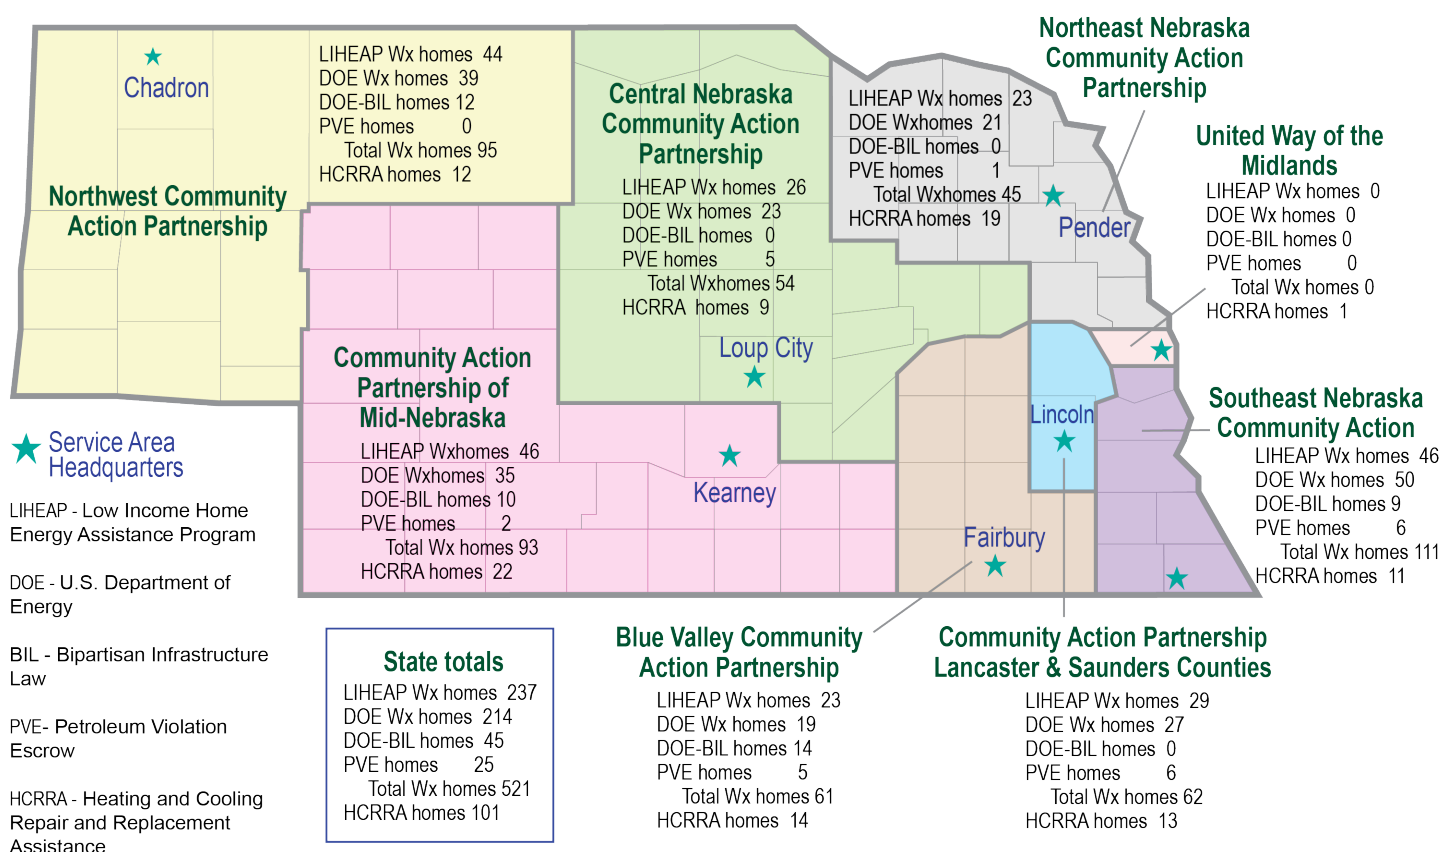 LIHEAP Wx homes 44
DOE Wx homes 39
DOE-BIL homes 12
PVE homes 0
Total Wx homes 95
HCRRA homes 12
Chadron
Northwest Community
Action Partnership
Central Nebraska
Community Action
Partnership
LIHEAP Wx homes 26
DOE Wx homes 23
DOE-BIL homes 0
PVE homes 5
Total Wxhomes 54
HCRRA homes 9
Loup City
Northeast Nebraska
Community Action
Partnership
LIHEAP Wx homes 23
DOE Wxhomes 21
DOE-BIL homes 0
PVE homes 1
Total Wxhomes 45
HCRRA homes 19
Pender
United Way of the
Midlands
LIHEAP Wx homes 0
DOE Wx homes 0
DOE-BIL homes 0
PVE homes 0
Total Wx homes 0
HCRRA homes 1
Community Action
Partnership of
Mid-Nebraska
LIHEAP Wxhomes 46
DOE Wxhomes 35
DOE-BIL homes 10
PVE homes 2
Total Wx homes 93
HCRRA homes 22
Kearney
Lincoln
Fairbury
Southeast Nebraska
Community Action
LIHEAP Wx homes 46
DOE Wx homes 50
DOE-BIL homes 9
PVE homes 6
Total Wx homes 111
HCRRA homes 11
Service Area
Headquarters
LIHEAP - Low Income Home
Energy Assistance Program
DOE - U.S. Department of
Energy
BIL - Bipartisan Infrastructure
Law
PVE- Petroleum Violation
Escrow
HCRRA - Heating and Cooling
Repair and Replacement
Assistance
State totals
LIHEAP Wx homes 237
DOE Wx homes 214
DOE-BIL homes 45
PVE homes 25
Total Wx homes 521
HCRRA homes 101
Blue Valley Community
Action Partnership
LIHEAP Wx homes 23
DOE Wx homes 19
DOE-BIL homes 14
PVE homes 5
Total Wx homes 61
HCRRA homes 14
Community Action Partnership
Lancaster & Saunders Counties
LIHEAP Wx homes 29
DOE Wx homes 27
DOE-BIL homes 0
PVE homes 6
Total Wx homes 62
HCRRA homes 13